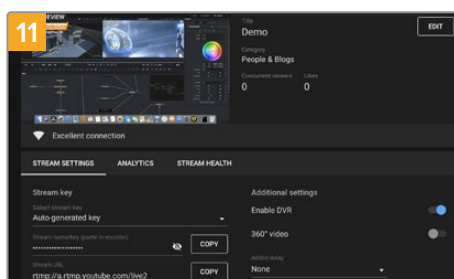 11
PREVIEW
Title
Demo
EDIT
Category
People & Blogs
Concurrent viewers Likes
0 0
Excellent connection
STREAM SETTINGS ANALYTICS STREAM HEALTH
Stream key Additional settings
Select stream key
Auto-generated key
Enable DVR
Stream name/key (paste in encoder)
COPY
360° video
Stream URL
rtmp://a.rtmp.youtube.com/live2
COPY
Added delay
None